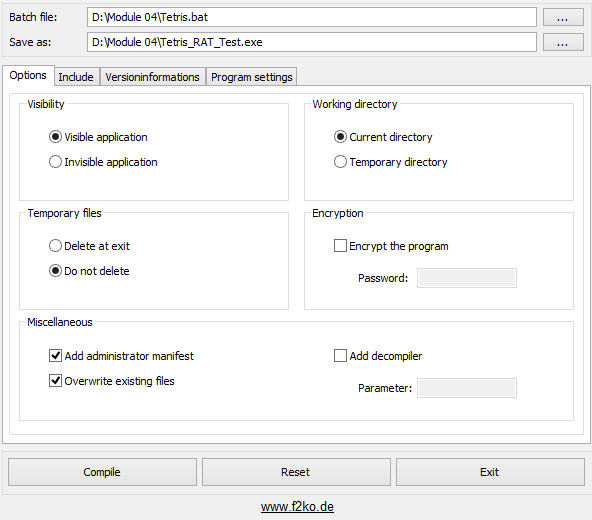 Batch file: D:\Module 04\Tetris.bat ...
Save as: D:\Module 04\Tetris_RAT_Test.exe ...
Options Include Versioninformations Program settings
Visibility Working directory
Visible application Current directory
Invisible application Temporary directory
Temporary files Encryption
Delete at exit Encrypt the program
Do not delete Password:
Miscellaneous
Add administrator manifest Add decompiler
Overwrite existing files Parameter:
Compile Reset Exit
www.f2ko.de